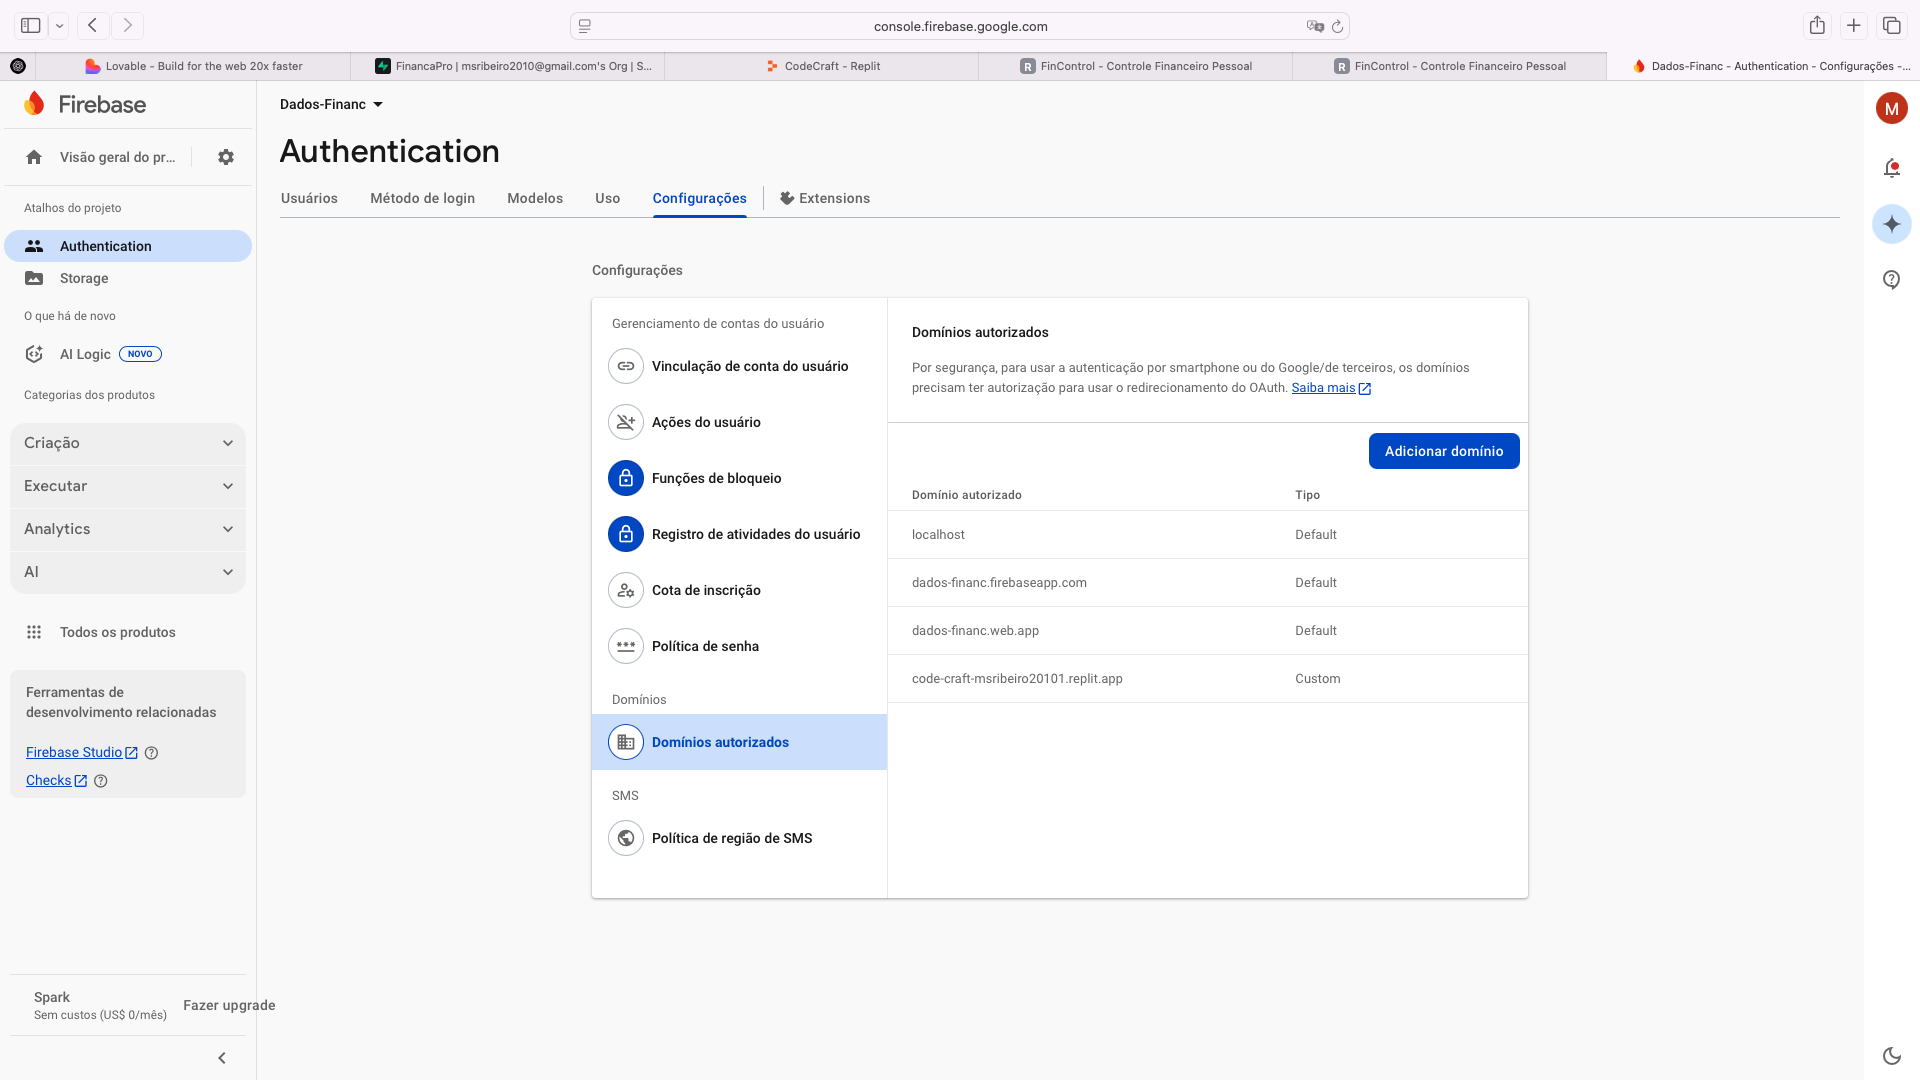 console.firebase.google.com
Lovable - Build for the web 20x faster
FinancaPro | msribeiro2010@gmail.com's Org | S...
CodeCraft - Replit
R FinControl - Controle Financeiro Pessoal
R FinControl - Controle Financeiro Pessoal
Dados-Financ - Authentication - Configurações -...
Firebase
Dados-Financ
M
Authentication
Visão geral do pr...
Usuários
Método de login
Modelos
Uso
Configurações
Extensions
Atalhos do projeto
Authentication
Storage
O que há de novo
AI Logic NOVO
Categorias dos produtos
Criação
Executar
Analytics
AI
Todos os produtos
Ferramentas de
desenvolvimento relacionadas
Firebase Studio
Checks
Spark
Sem custos (US$ 0/mês)
Fazer upgrade
Configurações
Gerenciamento de contas do usuário
Vinculação de conta do usuário
Ações do usuário
Funções de bloqueio
Registro de atividades do usuário
Cota de inscrição
Política de senha
Domínios
Domínios autorizados
SMS
Política de região de SMS
Domínios autorizados
Por segurança, para usar a autenticação por smartphone ou do Google/de terceiros, os domínios
precisam ter autorização para usar o redirecionamento do OAuth. Saiba mais
Adicionar domínio
Domínio autorizado Tipo
localhost Default
dados-financ.firebaseapp.com Default
dados-financ.web.app Default
code-craft-msribeiro20101.replit.app Custom